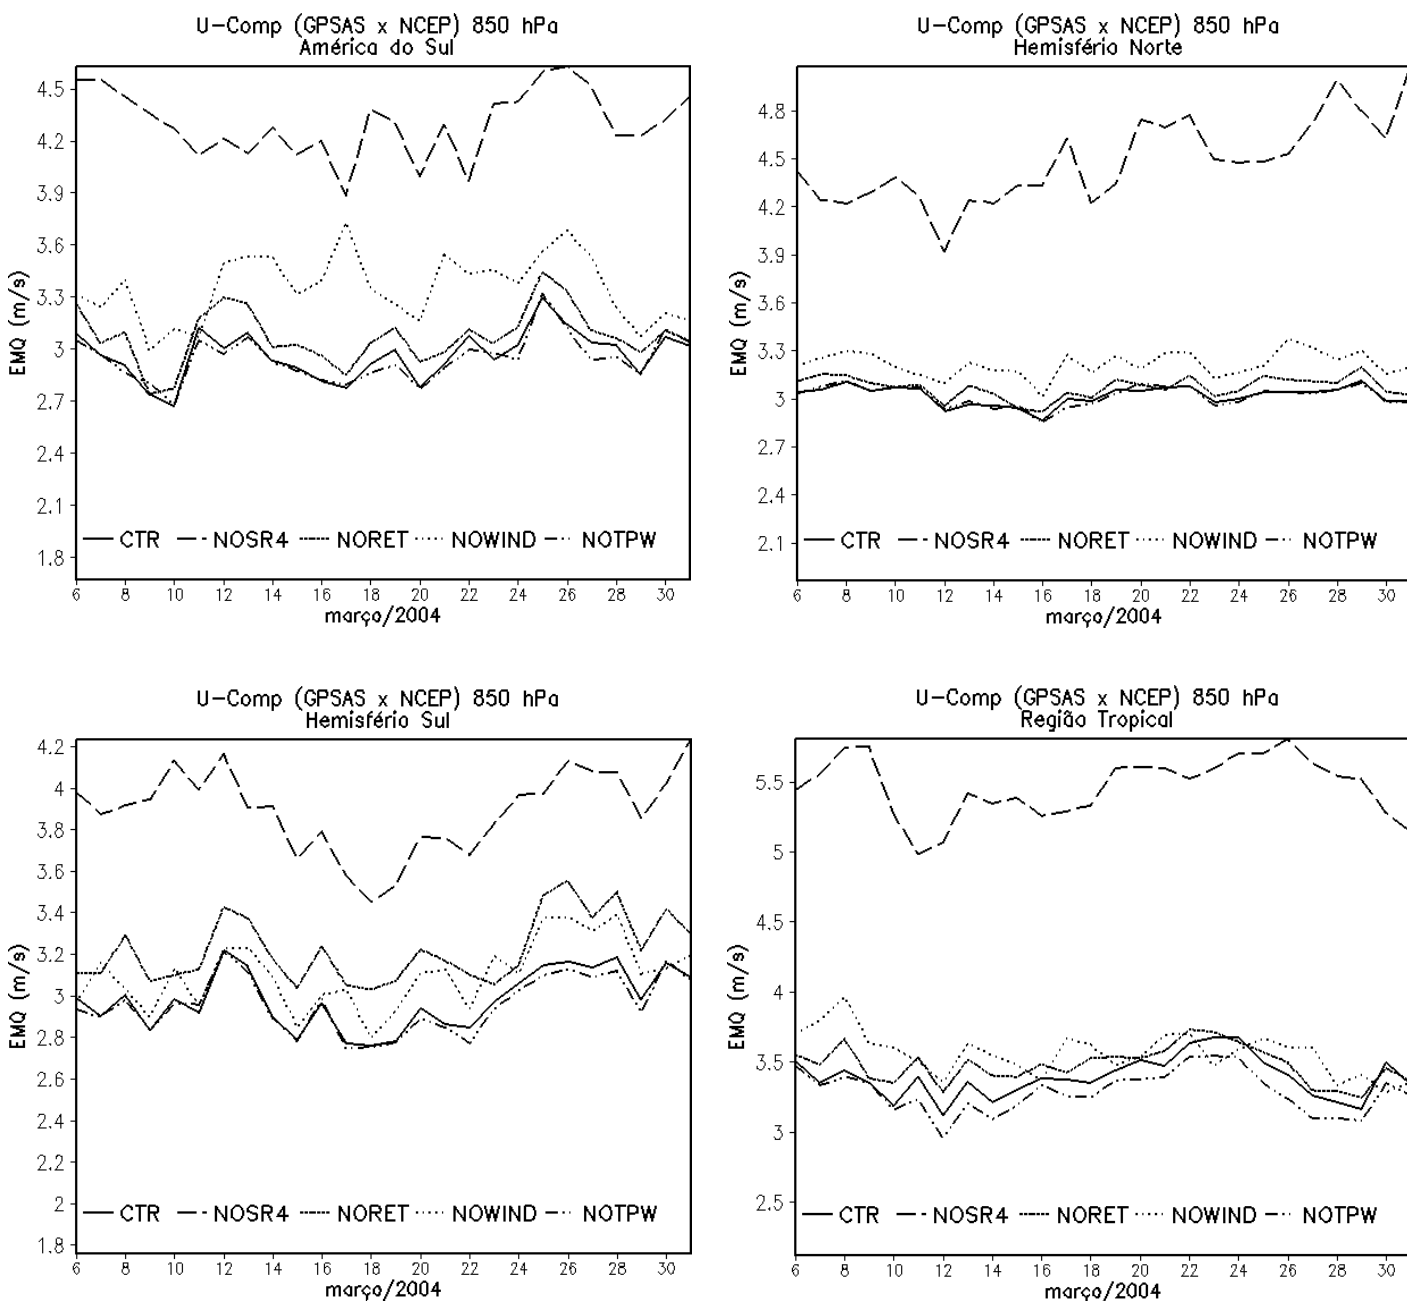 U-Comp (GPSAS x NCEP) 850 hPa
América do Sul
EMQ (m/s)
4.5
4.2
3.9
3.6
3.3
3
2.7
2.4
2.1
1.8
CTR NOSR4 NORET NOWIND NOTPW
6 8 10 12 14 16 18 20 22 24 26 28 30
março/2004
U-Comp (GPSAS x NCEP) 850 hPa
Hemisfério Norte
EMQ (m/s)
4.8
4.5
4.2
3.9
3.6
3.3
3
2.7
2.4
2.1
CTR NOSR4 NORET NOWIND NOTPW
6 8 10 12 14 16 18 20 22 24 26 28 30
março/2004
U-Comp (GPSAS x NCEP) 850 hPa
Hemisfério Sul
EMQ (m/s)
4.2
4
3.8
3.6
3.4
3.2
3
2.8
2.6
2.4
2.2
2
1.8
CTR NOSR4 NORET NOWIND NOTPW
6 8 10 12 14 16 18 20 22 24 26 28 30
março/2004
U-Comp (GPSAS x NCEP) 850 hPa
Região Tropical
EMQ (m/s)
5.5
5
4.5
4
3.5
3
2.5
CTR NOSR4 NORET NOWIND NOTPW
6 8 10 12 14 16 18 20 22 24 26 28 30
março/2004